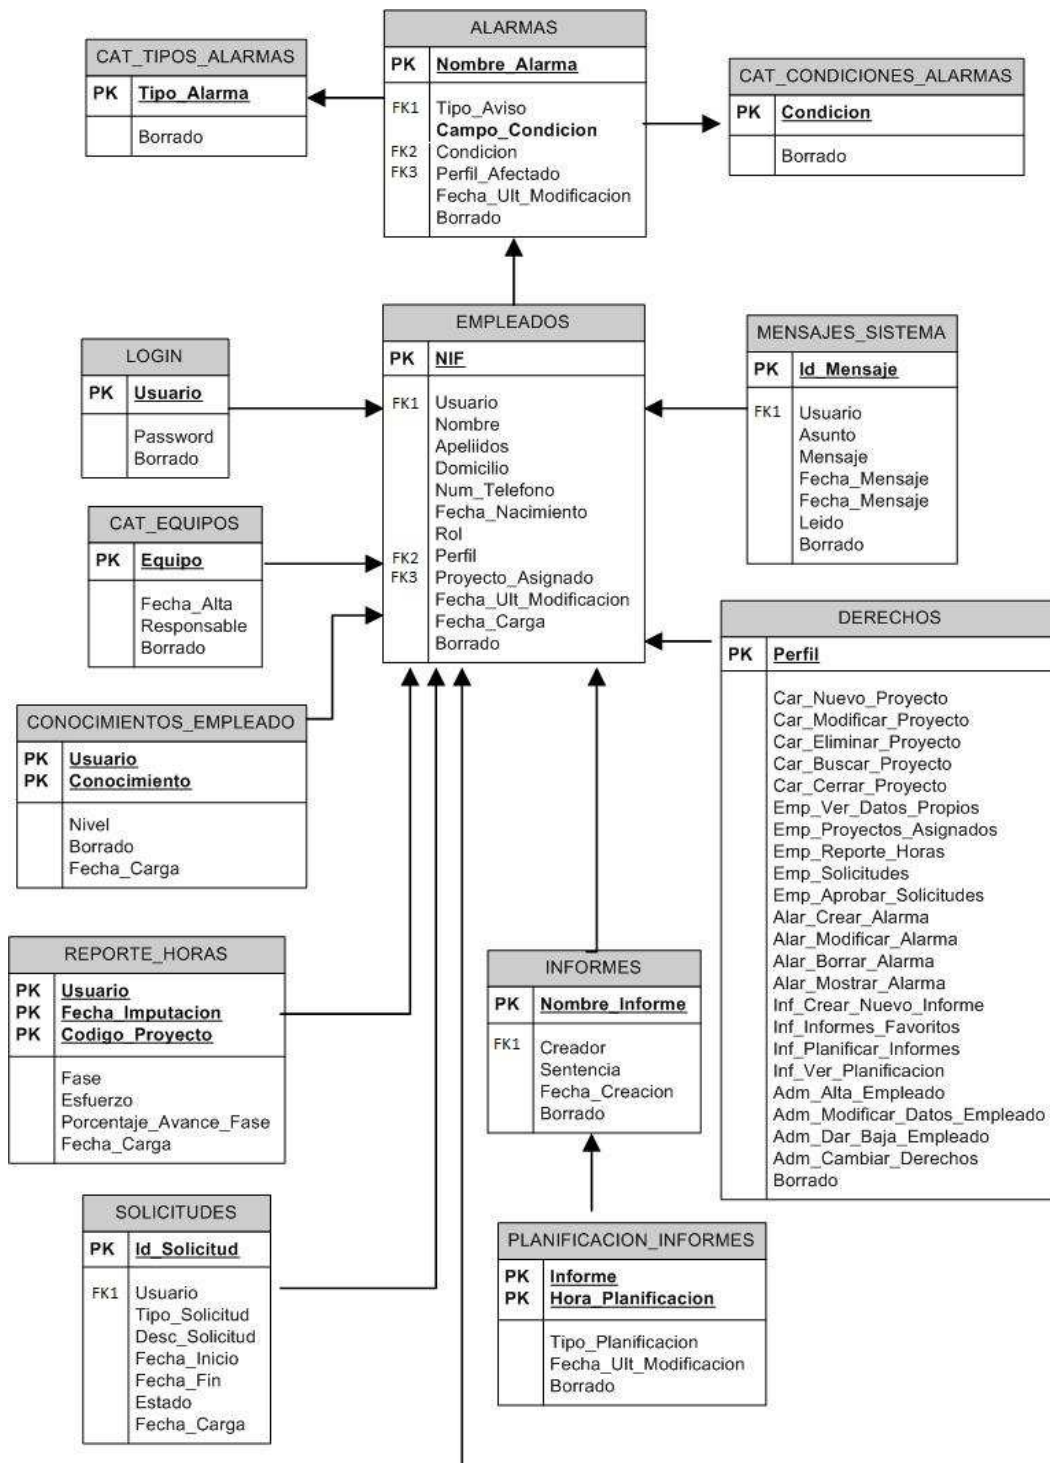 ALARMAS
PK Nombre_Alarma
FK1 Tipo_Aviso
Campo_Condicion
FK2 Condicion
FK3 Perfil_Afectado
Fecha_Ult_Modificacion
Borrado
CAT_TIPOS_ALARMAS
PK Tipo_Alarma
Borrado
CAT_CONDICIONES_ALARMAS
PK Condicion
Borrado
EMPLEADOS
PK NIF
FK1 Usuario
Nombre
Apeliidos
Domicilio
Num_Telefono
Fecha_Nacimiento
Rol
FK2 Perfil
FK3 Proyecto_Asignado
Fecha_Ult_Modificacion
Fecha_Carga
Borrado
LOGIN
PK Usuario
Password
Borrado
MENSAJES_SISTEMA
PK Id_Mensaje
FK1 Usuario
Asunto
Mensaje
Fecha_Mensaje
Fecha_Mensaje
Leido
Borrado
CAT_EQUIPOS
PK Equipo
Fecha_Alta
Responsable
Borrado
DERECHOS
PK Perfil
Car_Nuevo_Proyecto
Car_Modificar_Proyecto
Car_Eliminar_Proyecto
Car_Buscar_Proyecto
Car_Cerrar_Proyecto
Emp_Ver_Datos_Propios
Emp_Proyectos_Asignados
Emp_Reporte_Horas
Emp_Solicitudes
Emp_Aprobar_Solicitudes
Alar_Crear_Alarma
Alar_Modificar_Alarma
Alar_Borrar_Alarma
Alar_Mostrar_Alarma
Inf_Crear_Nuevo_Informe
Inf_Informes_Favoritos
Inf_Planificar_Informes
Inf_Ver_Planificacion
Adm_Alta_Empleado
Adm_Modificar_Datos_Empleado
Adm_Dar_Baja_Empleado
Adm_Cambiar_Derechos
Borrado
CONOCIMIENTOS_EMPLEADO
PK Usuario
PK Conocimiento
Nivel
Borrado
Fecha_Carga
REPORTE_HORAS
PK Usuario
PK Fecha_Imputacion
PK Codigo_Proyecto
Fase
Esfuerzo
Porcentaje_Avance_Fase
Fecha_Carga
INFORMES
PK Nombre_Informe
FK1 Creador
Sentencia
Fecha_Creacion
Borrado
SOLICITUDES
PK Id_Solicitud
FK1 Usuario
Tipo_Solicitud
Desc_Solicitud
Fecha_Inicio
Fecha_Fin
Estado
Fecha_Carga
PLANIFICACION_INFORMES
PK Informe
PK Hora_Planificacion
Tipo_Planificacion
Fecha_Ult_Modificacion
Borrado